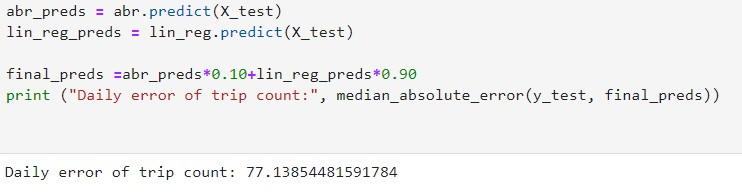 abr_preds = abr.predict(X_test)
lin_reg_preds = lin_reg.predict(X_test)
final_preds =abr_preds*0.10+lin_reg_preds*0.90
print ("Daily error of trip count:", median_absolute_error(y_test, final_preds))
Daily error of trip count: 77.13854481591784